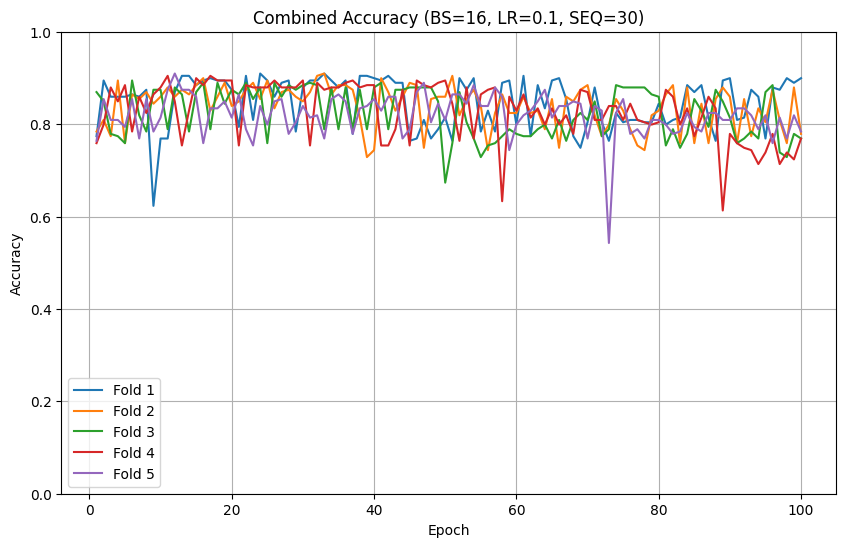 Combined Accuracy (BS=16, LR=0.1, SEQ=30)
Accuracy
1.0
0.8
0.6
0.4
0.2
0.0
Fold 1
Fold 2
Fold 3
Fold 4
Fold 5
0 20 40 60 80 100
Epoch